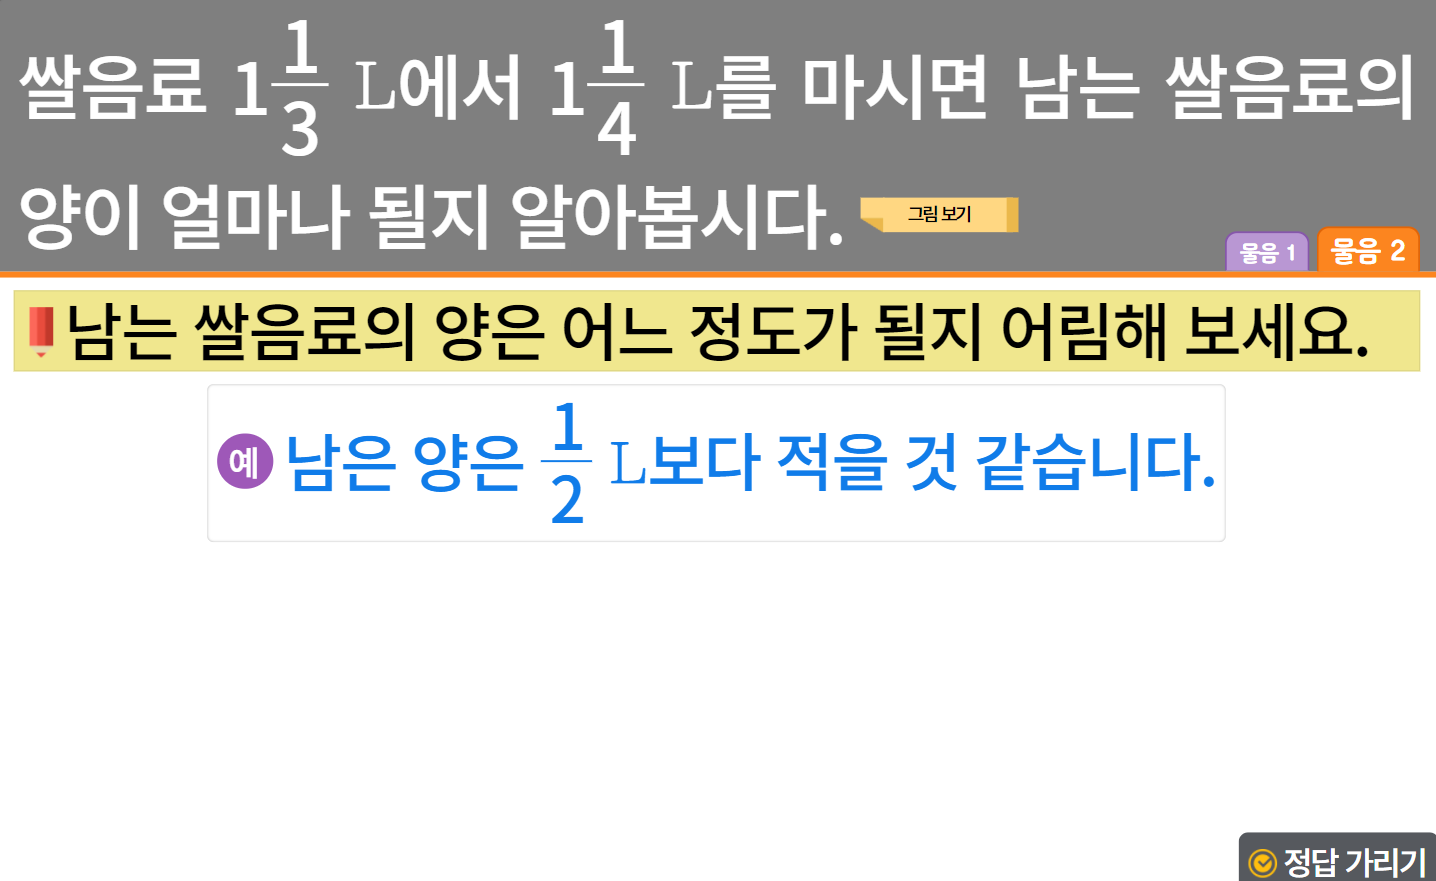 쌀음료 1 1/3 L에서 1 1/4 L를 마시면 남는 쌀음료의
양이 얼마나 될지 알아봅시다. 그림 보기
물음 1 물음 2
남는 쌀음료의 양은 어느 정도가 될지 어림해 보세요.
예 남은 양은 1/2 L보다 적을 것 같습니다.
정답 가리기